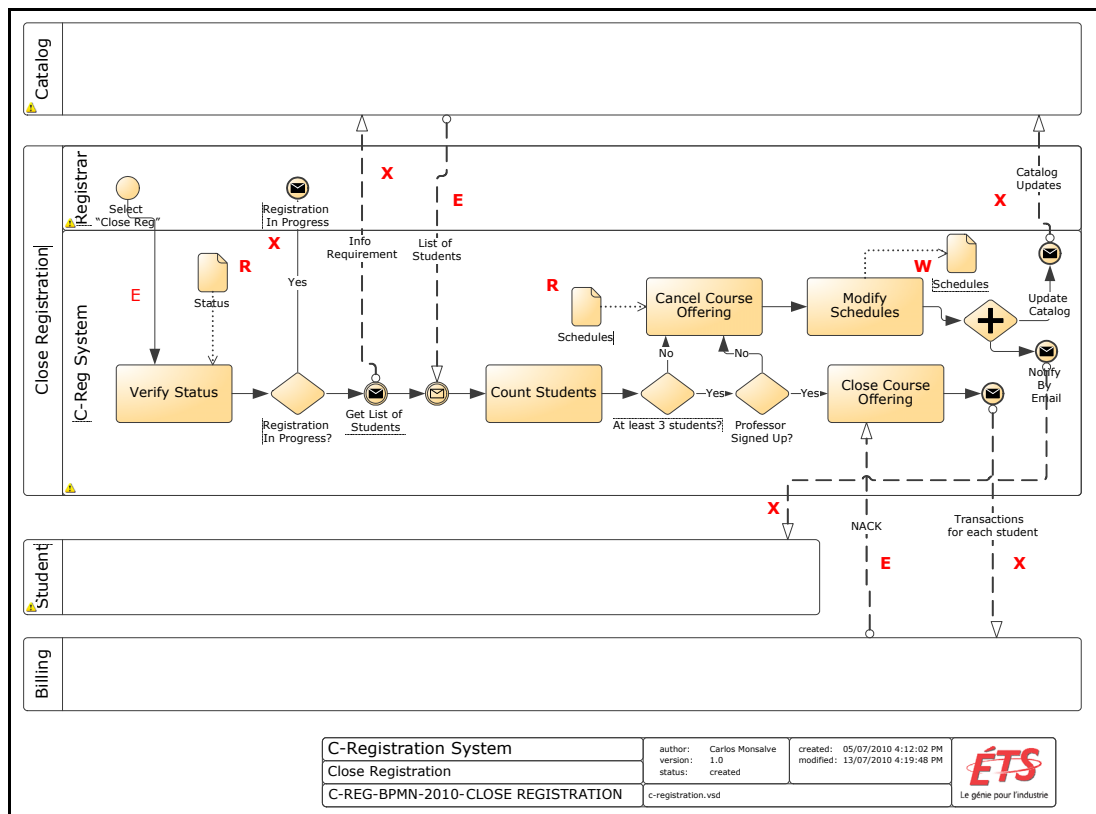 Catalog
Close Registration
Registrar
C-Reg System
Select
“Close Reg”
Registration
In Progress
X
Yes
E
R
Status
Verify Status
Registration
In Progress?
X
Info
Requirement
Get List of
Students
E
List of
Students
Count Students
R
Schedules
Cancel Course
Offering
No
At least 3 students?
Yes
No
Professor
Signed Up?
Yes
Modify
Schedules
W
Schedules
Close Course
Offering
Catalog
Updates
X
Update
Catalog
Notify
By
Email
X
NACK
E
Transactions
for each student
X
Student
Billing
C-Registration System
Close Registration
C-REG-BPMN-2010-CLOSE REGISTRATION
author: Carlos Monsalve
version: 1.0
status: created
created: 05/07/2010 4:12:02 PM
modified: 13/07/2010 4:19:48 PM
c-registration.vsd
ÉTS
Le génie pour l'industrie